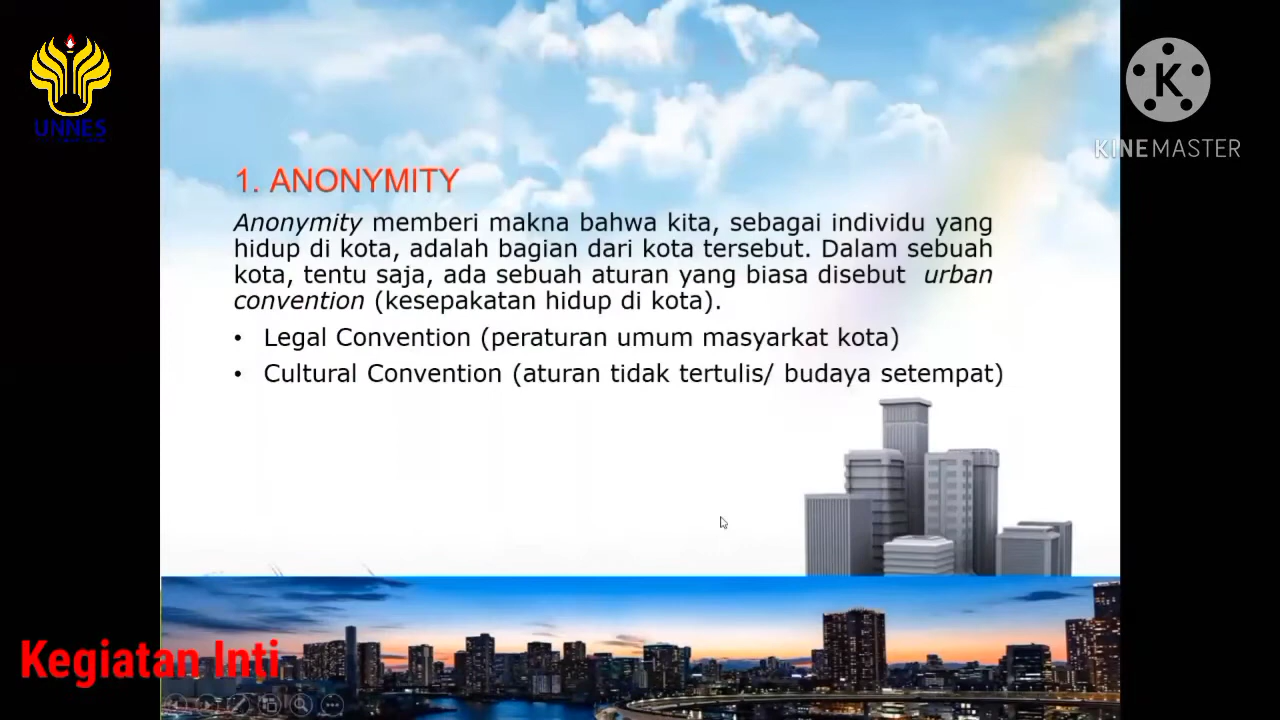 UNNES
K
KINEMASTER
1. ANONYMITY
Anonymity memberi makna bahwa kita, sebagai individu yang
hidup di kota, adalah bagian dari kota tersebut. Dalam sebuah
kota, tentu saja, ada sebuah aturan yang biasa disebut urban
convention (kesepakatan hidup di kota).
• Legal Convention (peraturan umum masyarkat kota)
• Cultural Convention (aturan tidak tertulis/ budaya setempat)
Kegiatan Inti